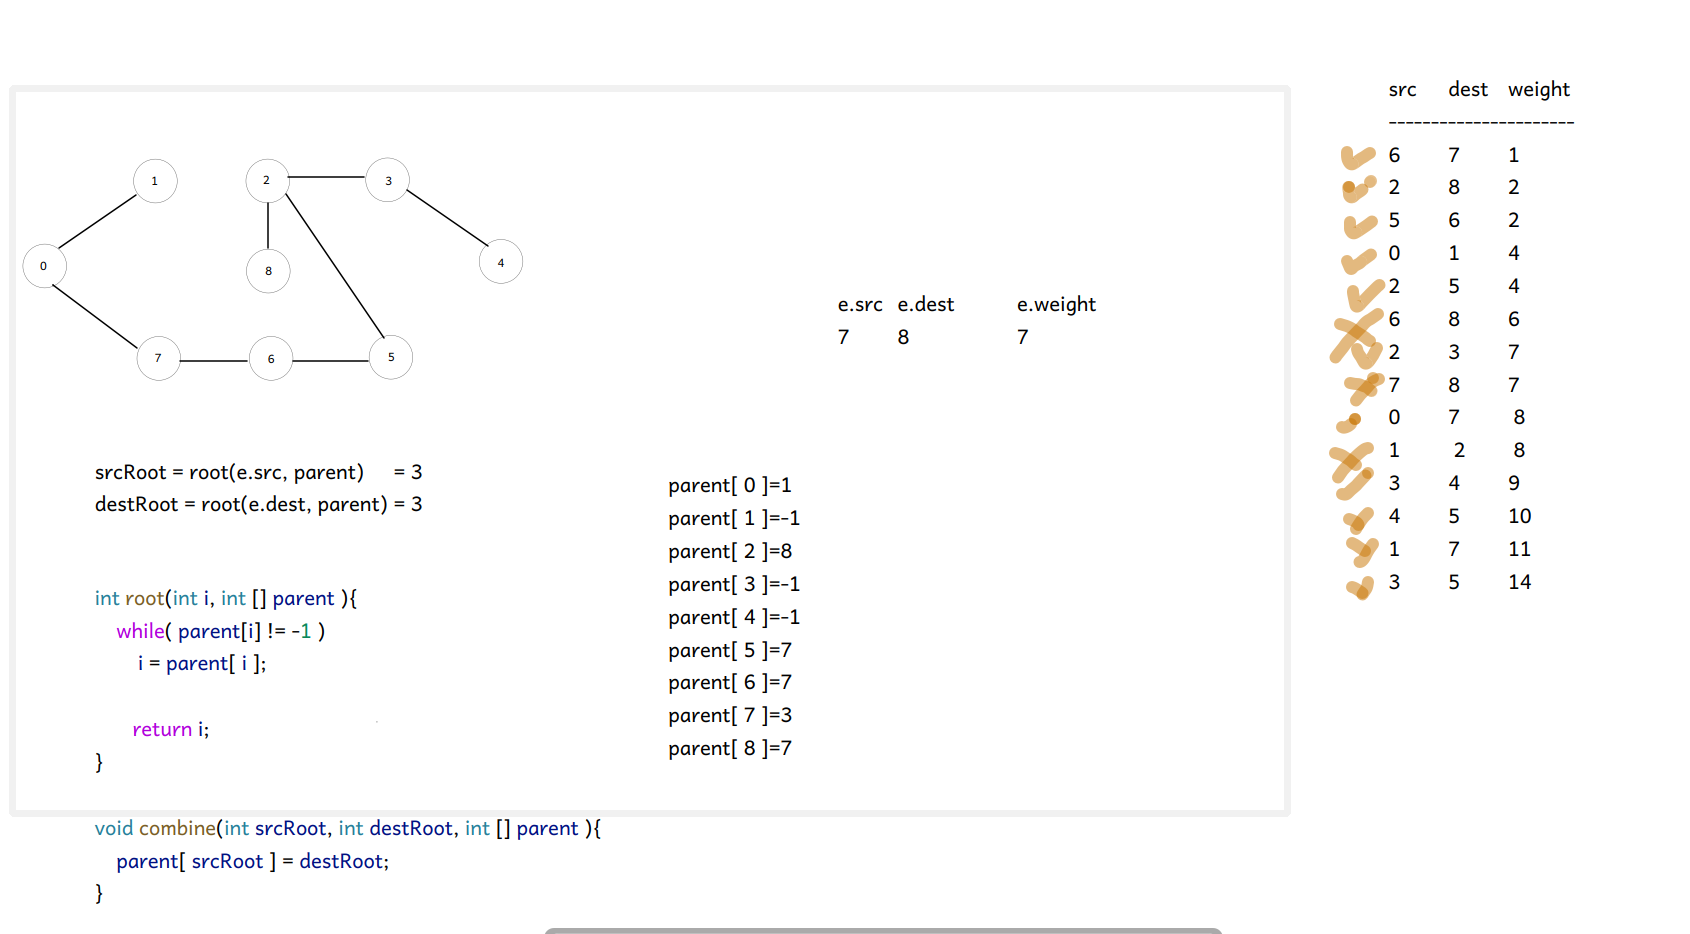 src dest weight
-----------------------
6 7 1
2 8 2
5 6 2
0 1 4
2 5 4
6 8 6
2 3 7
7 8 7
0 7 8
1 2 8
3 4 9
4 5 10
1 7 11
3 5 14
1
2
3
0
8
4
7
6
5
e.src e.dest e.weight
7 8 7
srcRoot = root(e.src, parent) = 3
destRoot = root(e.dest, parent) = 3
int root(int i, int [] parent ){
while( parent[i] != -1 )
i = parent[ i ];
return i;
}
parent[ 0 ]=1
parent[ 1 ]=-1
parent[ 2 ]=8
parent[ 3 ]=-1
parent[ 4 ]=-1
parent[ 5 ]=7
parent[ 6 ]=7
parent[ 7 ]=3
parent[ 8 ]=7
void combine(int srcRoot, int destRoot, int [] parent ){
parent[ srcRoot ] = destRoot;
}